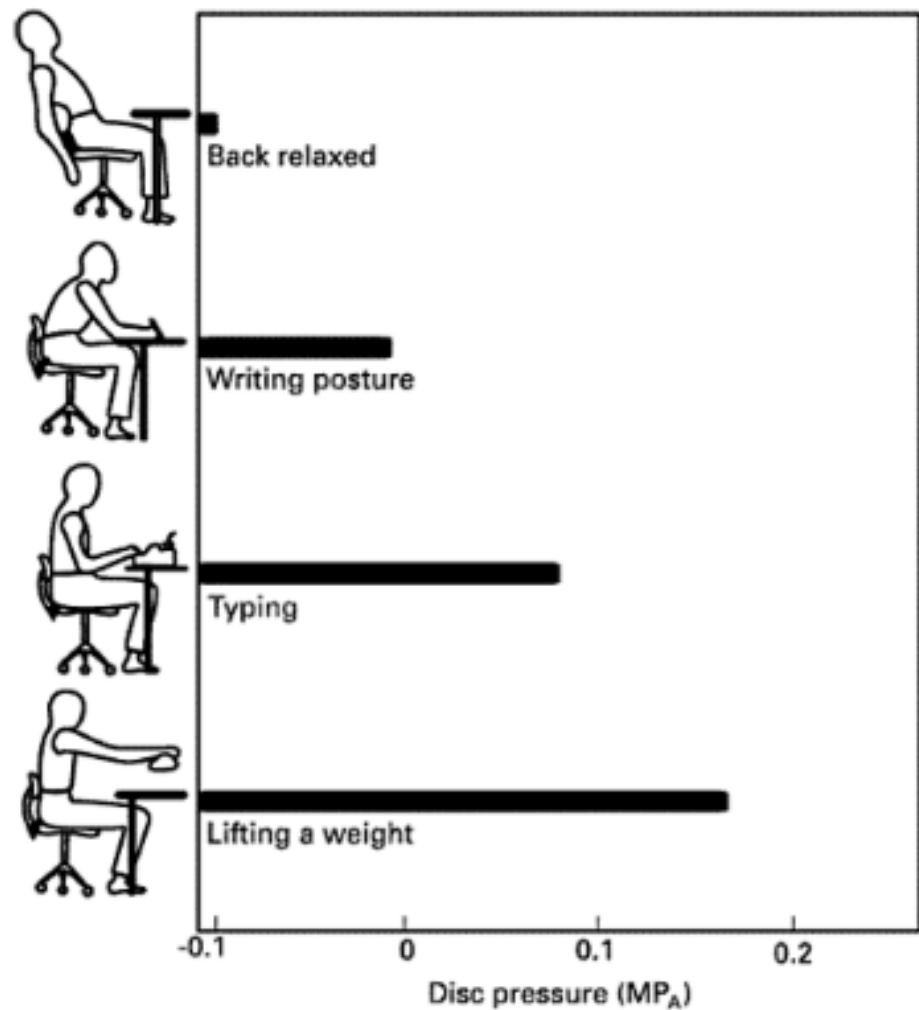 Back relaxed
Writing posture
Typing
Lifting a weight
-0.1 0 0.1 0.2
Disc pressure (MPA)